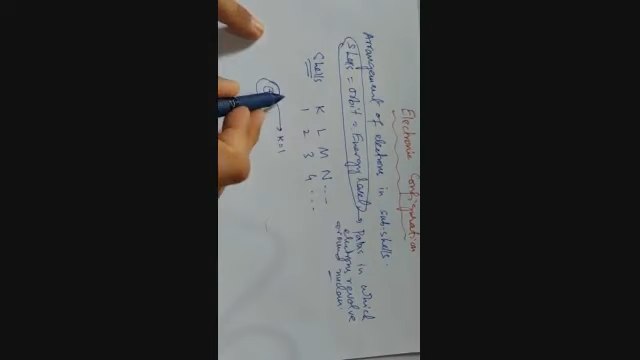 Electronic Configuration
Arrangement of electrons in sub-shells.
Shells = orbit = Energy level → Paths in which
electrons revolve
around nucleus.
Shells K L M N ...
1 2 3 4 ...
K=1